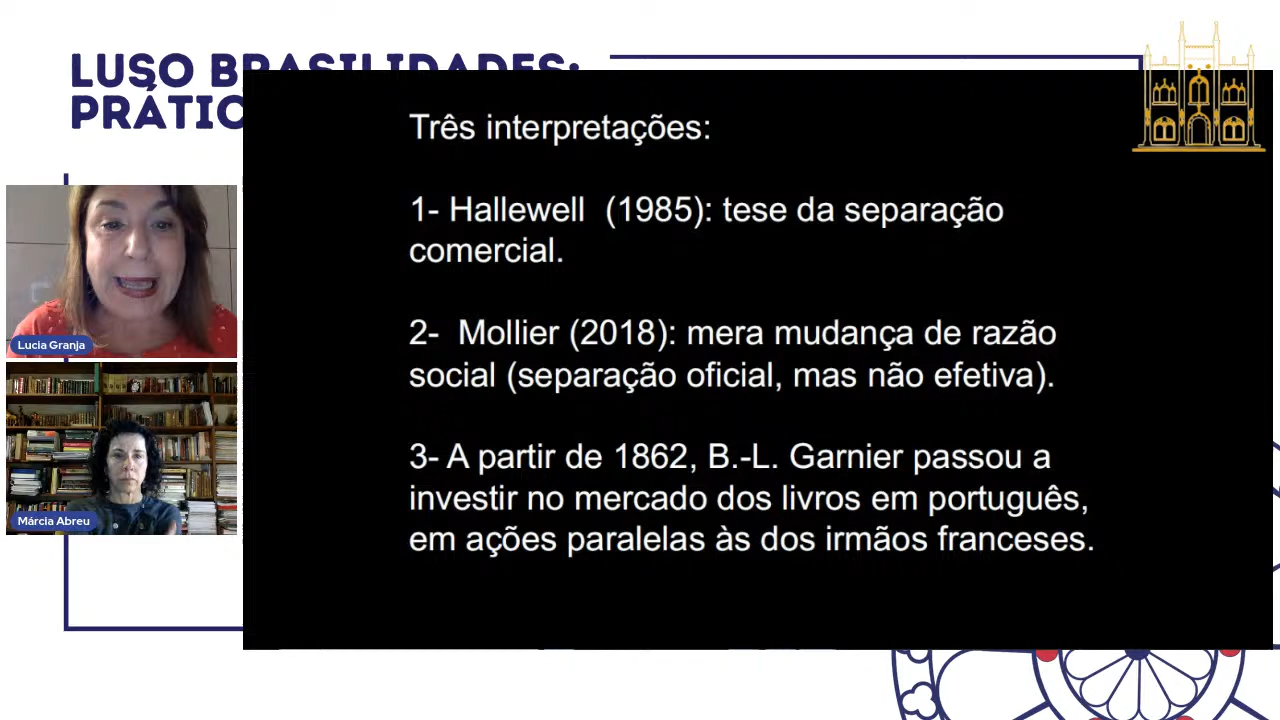 LUSO BRASILIDADES:
PRÁTIC
Três interpretações:
1- Hallewell (1985): tese da separação
comercial.
2- Mollier (2018): mera mudança de razão
social (separação oficial, mas não efetiva).
3- A partir de 1862, B.-L. Garnier passou a
investir no mercado dos livros em português,
em ações paralelas às dos irmãos franceses.
Lucia Granja
Márcia Abreu